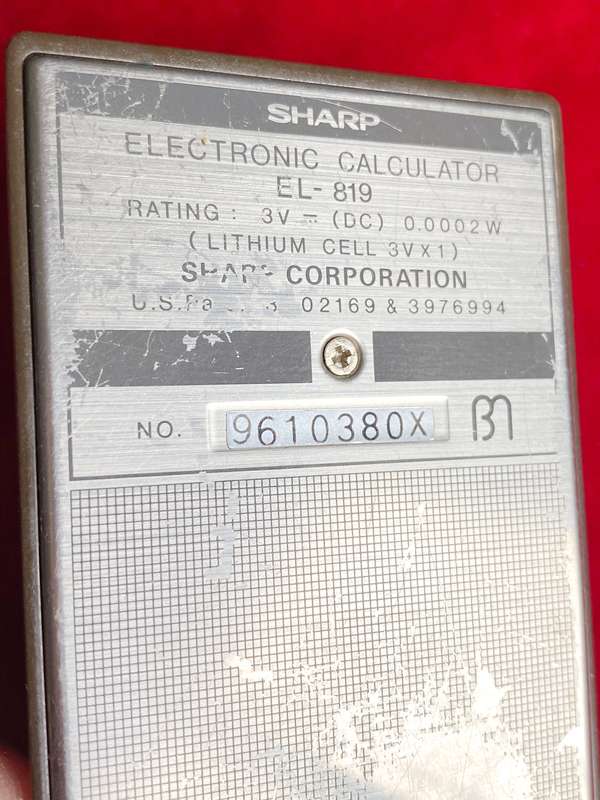 SHARP
ELECTRONIC CALCULATOR
EL-819
RATING : 3V ⎓ (DC) 0.0002W
(LITHIUM CELL 3V×1)
SHARP CORPORATION
02169 & 3976994
NO. 9610380X